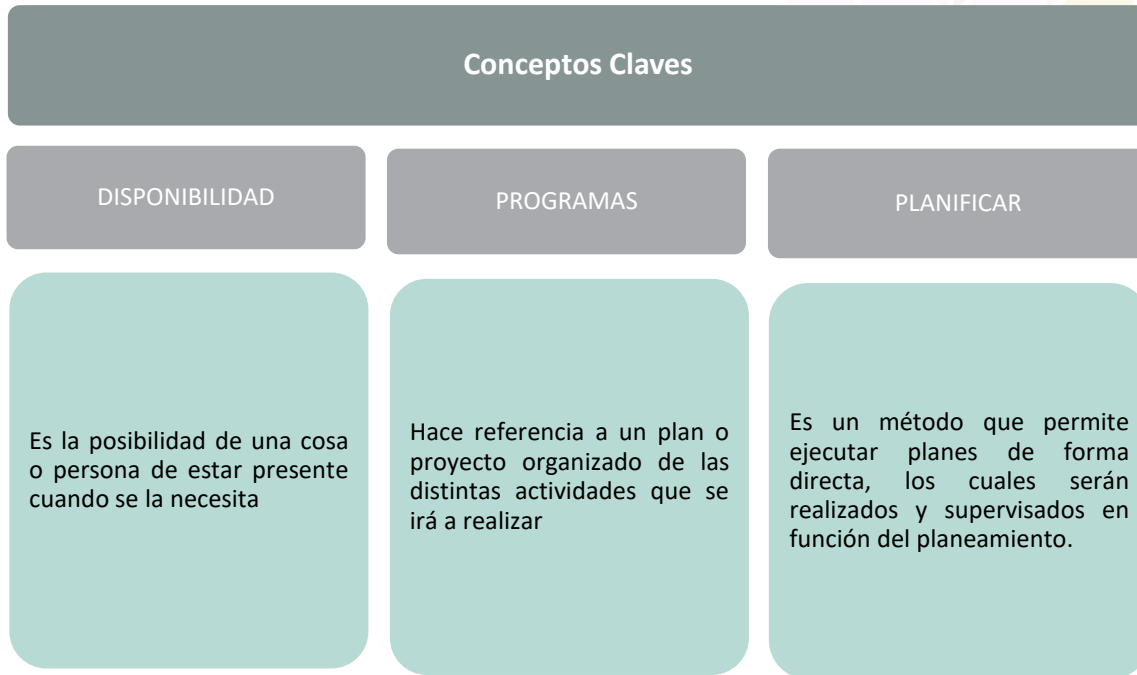 Conceptos Claves
DISPONIBILIDAD
PROGRAMAS
PLANIFICAR
Es la posibilidad de una cosa
o persona de estar presente
cuando se la necesita
Hace referencia a un plan o
proyecto organizado de las
distintas actividades que se
irá a realizar
Es un método que permite
ejecutar planes de forma
directa, los cuales serán
realizados y supervisados en
función del planeamiento.